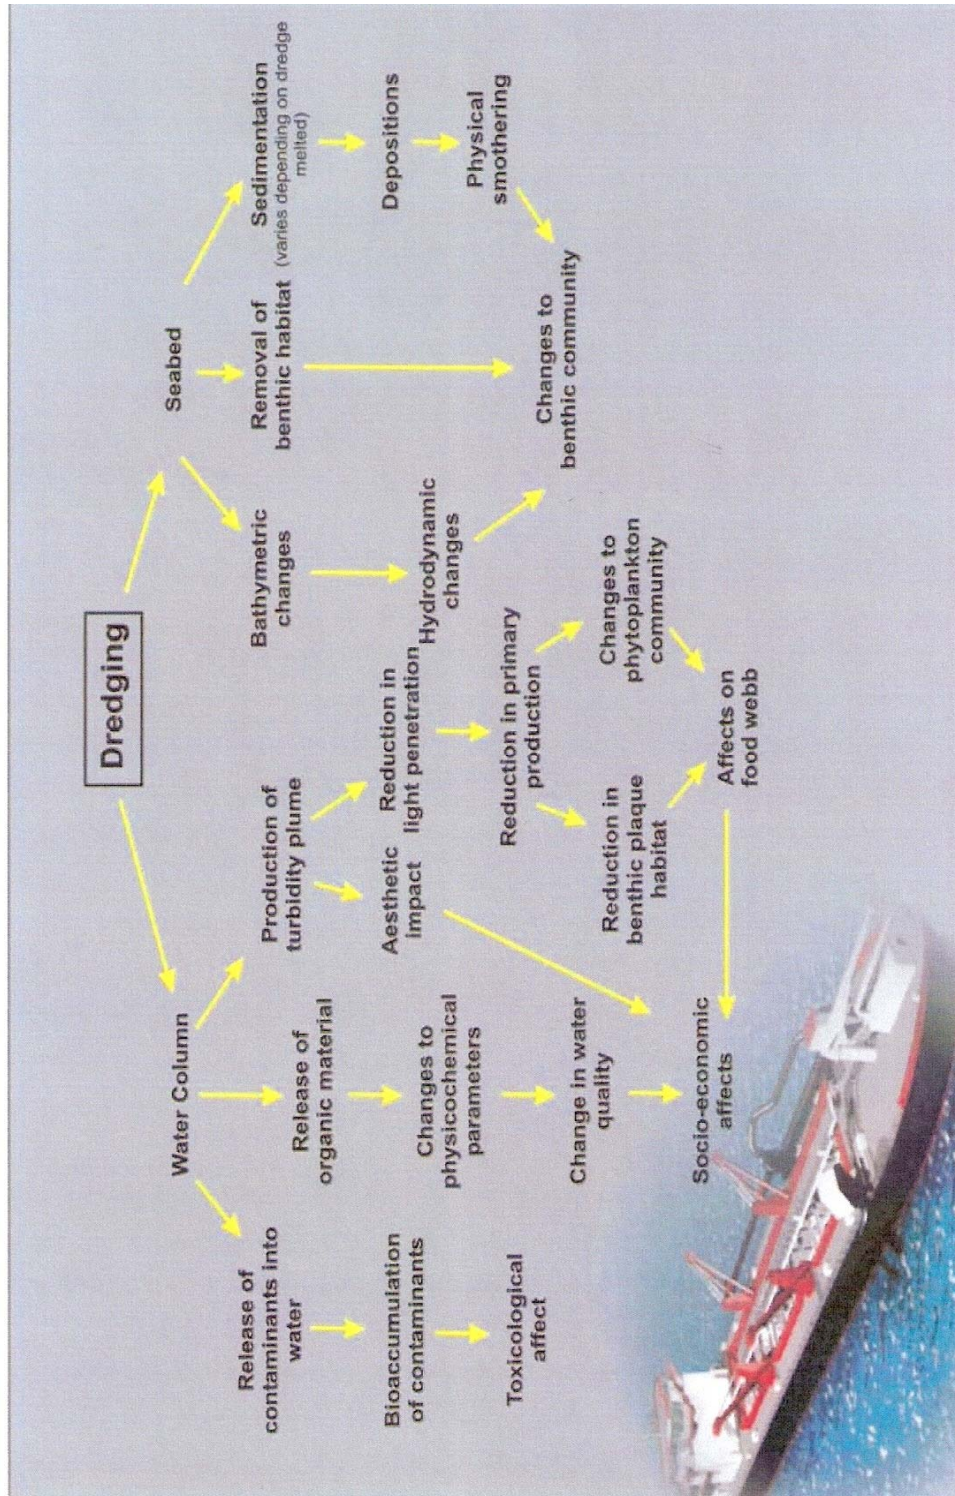 Dredging
Water Column
Seabed
Release of
contaminants into
water
Release of
organic material
Production of
turbidity plume
Bathymetric
changes
Removal of
benthic habitat
Sedimentation
(varies depending on dredge
melted)
Bioaccumulation
of contaminants
Changes to
physicochemical
parameters
Aesthetic
impact
Reduction in
light penetration
Hydrodynamic
changes
Depositions
Toxicological
affect
Change in water
quality
Reduction in primary
production
Physical
smothering
Changes to
benthic community
Reduction in
benthic plaque
habitat
Changes to
phytoplankton
community
Socio-economic
affects
Affects on
food webb